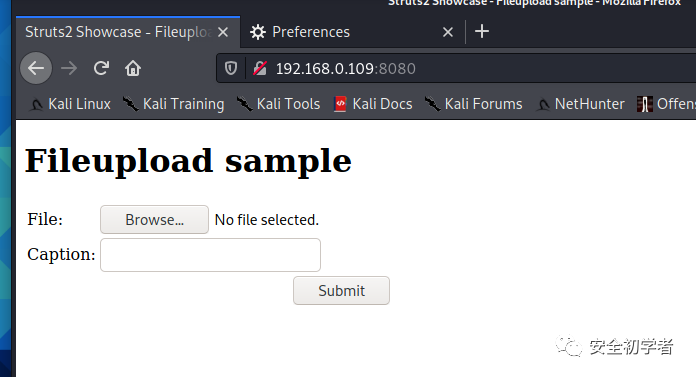 Struts2 Showcase - Fileupload sample - Mozilla Firefox
Struts2 Showcase - Fileuplo
Preferences
192.168.0.109:8080
Kali Linux Kali Training Kali Tools Kali Docs Kali Forums NetHunter Offens
Fileupload sample
File: Browse... No file selected.
Caption:
Submit
安全初学者